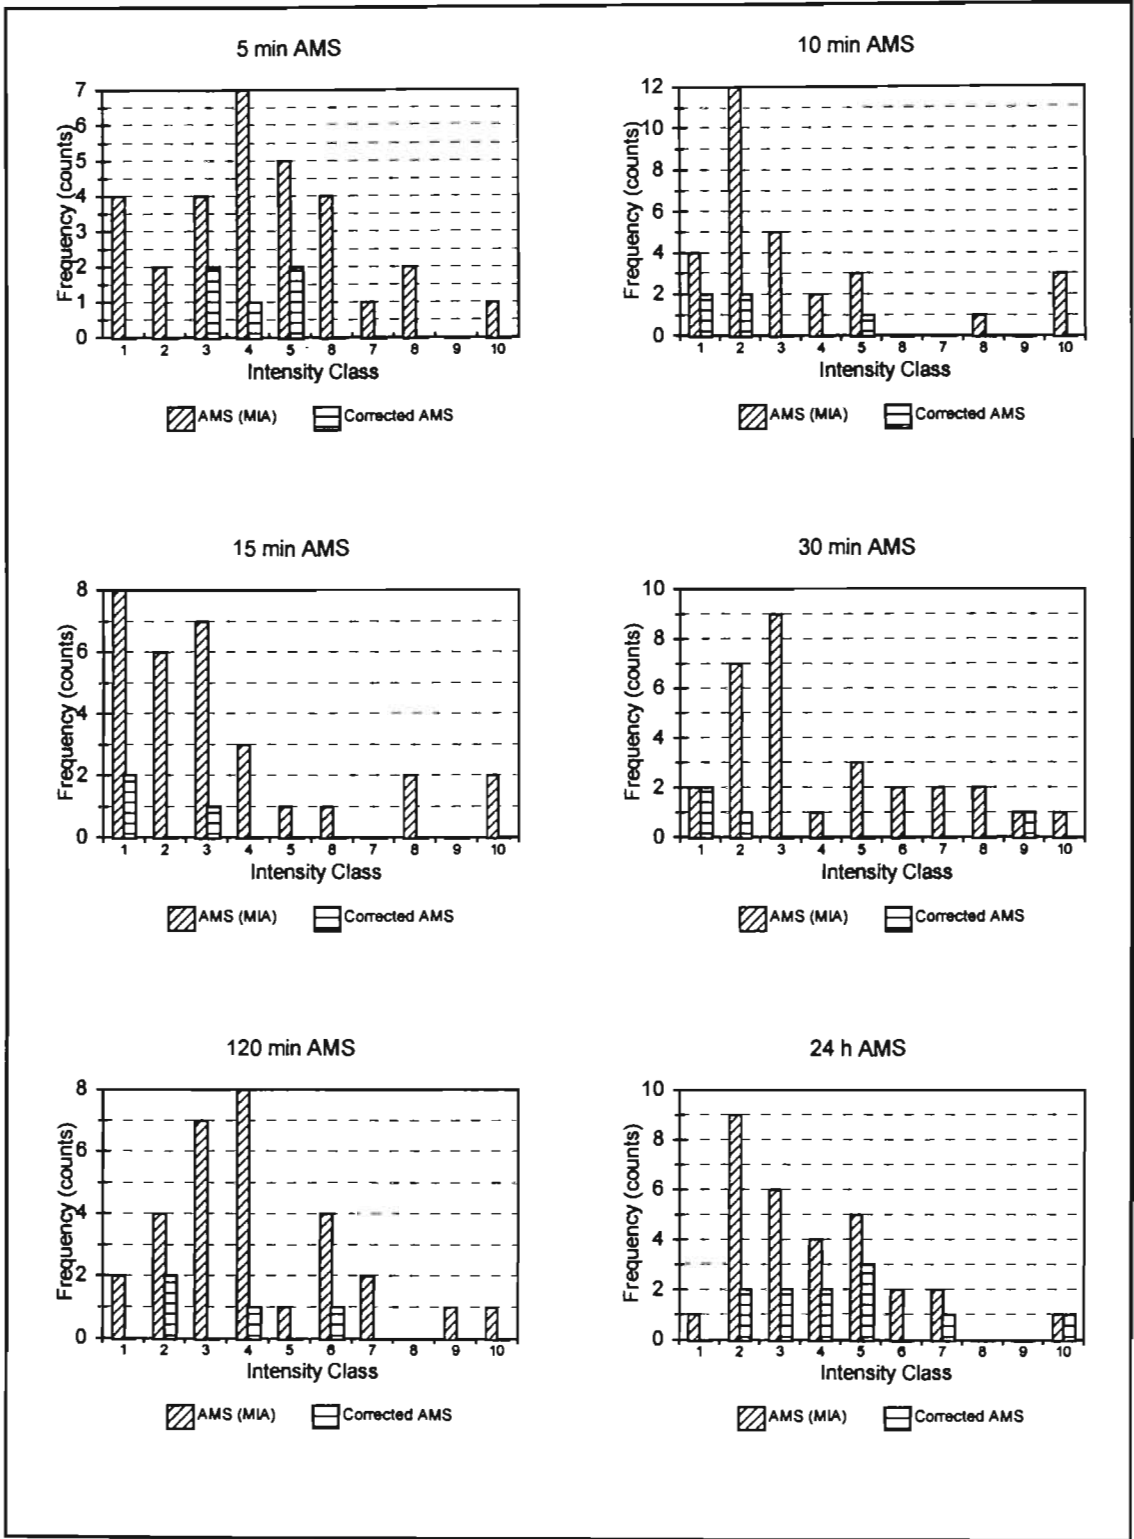 5 min AMS
Frequency (counts)
7
6
5
4
3
2
1
0
1 2 3 4 5 6 7 8 9 10
Intensity Class
AMS (MIA) Corrected AMS
10 min AMS
Frequency (counts)
12
10
8
6
4
2
0
1 2 3 4 5 6 7 8 9 10
Intensity Class
AMS (MIA) Corrected AMS
15 min AMS
Frequency (counts)
8
6
4
2
0
1 2 3 4 5 6 7 8 9 10
Intensity Class
AMS (MIA) Corrected AMS
30 min AMS
Frequency (counts)
10
8
6
4
2
0
1 2 3 4 5 6 7 8 9 10
Intensity Class
AMS (MIA) Corrected AMS
120 min AMS
Frequency (counts)
8
6
4
2
0
1 2 3 4 5 6 7 8 9 10
Intensity Class
AMS (MIA) Corrected AMS
24 h AMS
Frequency (counts)
10
8
6
4
2
0
1 2 3 4 5 6 7 8 9 10
Intensity Class
AMS (MIA) Corrected AMS